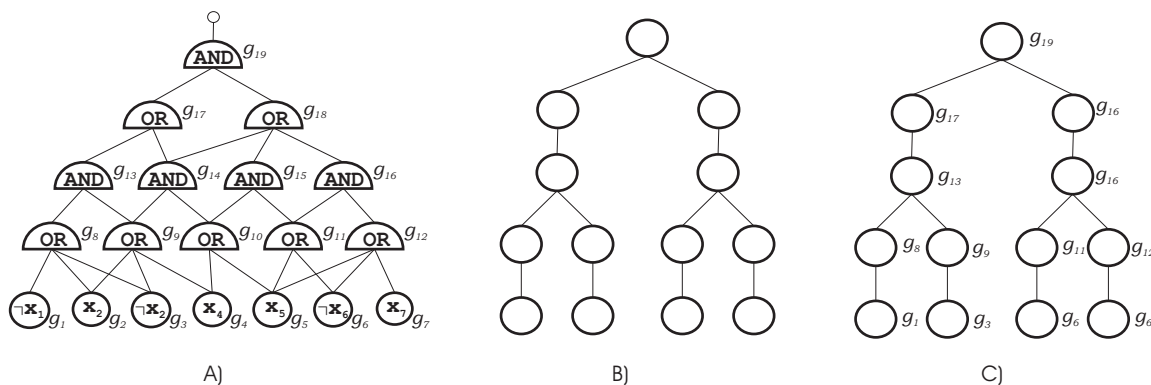 AND g19 g19
OR g17 OR g18 g17 g16
AND g13 AND g14 AND g15 AND g16 g13 g16
OR g8 OR g9 OR g10 OR g11 OR g12 g8 g9 g11 g12
¬x1 g1 x2 g2 ¬x2 g3 x4 g4 x5 g5 ¬x6 g6 x7 g7 g1 g3 g6 g6
A) B) C)